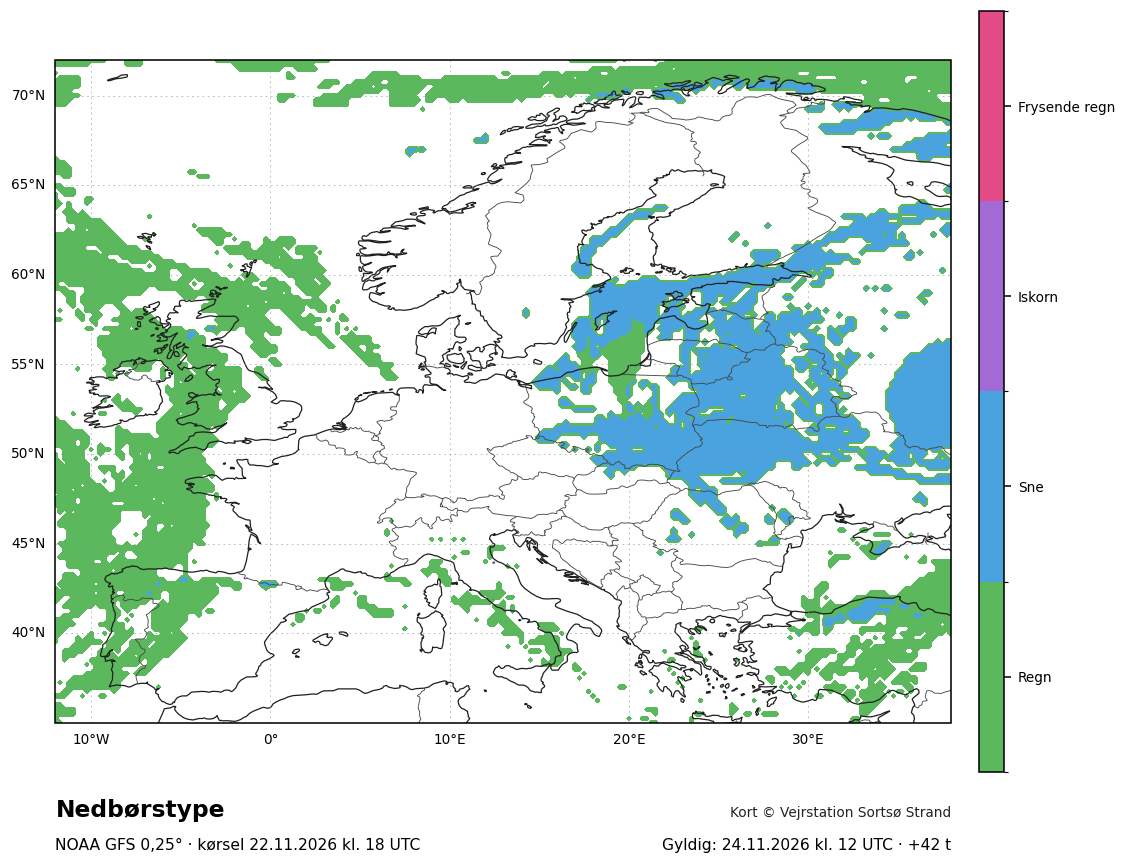 Frysende regn
Iskorn
Sne
Regn
70°N
65°N
60°N
55°N
50°N
45°N
40°N
10°W
0°
10°E
20°E
30°E
Nedbørstype
Kort © Vejrstation Sortsø Strand
NOAA GFS 0,25° · kørsel 22.11.2026 kl. 18 UTC
Gyldig: 24.11.2026 kl. 12 UTC · +42 t